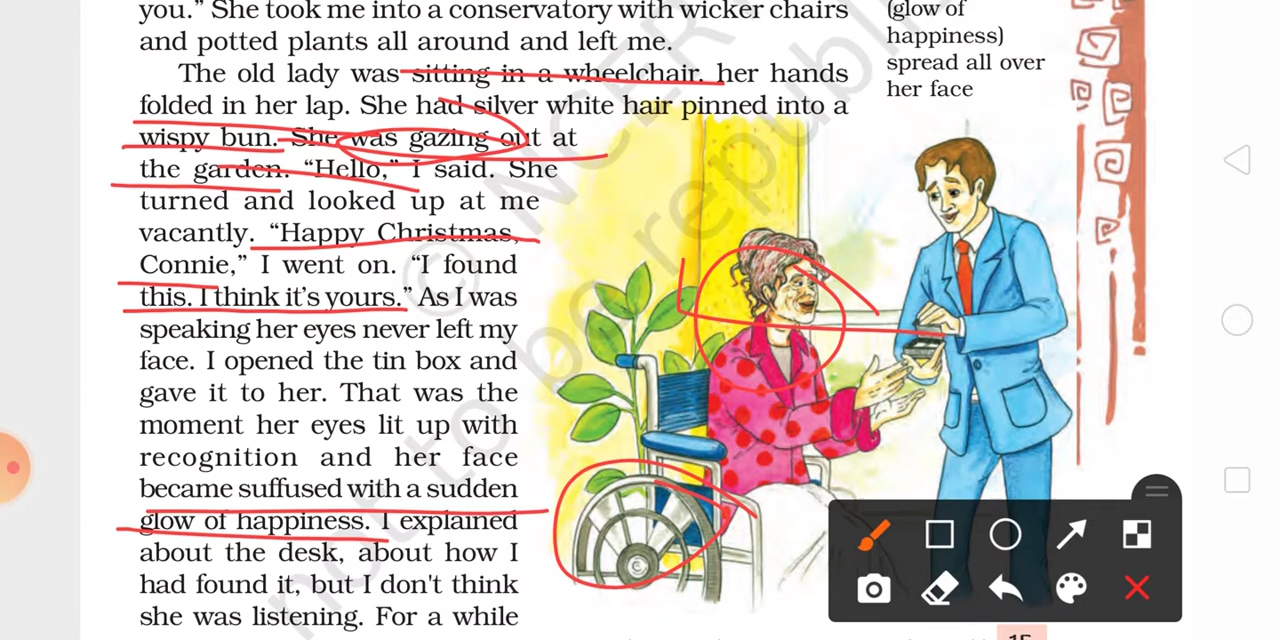 you.” She took me into a conservatory with wicker chairs
and potted plants all around and left me.
The old lady was sitting in a wheelchair, her hands
folded in her lap. She had silver white hair pinned into a
wispy bun. She was gazing out at
the garden. “Hello,” I said. She
turned and looked up at me
vacantly. “Happy Christmas,
Connie,” I went on. “I found
this. I think it’s yours.” As I was
speaking her eyes never left my
face. I opened the tin box and
gave it to her. That was the
moment her eyes lit up with
recognition and her face
became suffused with a sudden
glow of happiness. I explained
about the desk, about how I
had found it, but I don't think
she was listening. For a while
(glow of
happiness)
spread all over
her face
not to be republ
© NCER
15